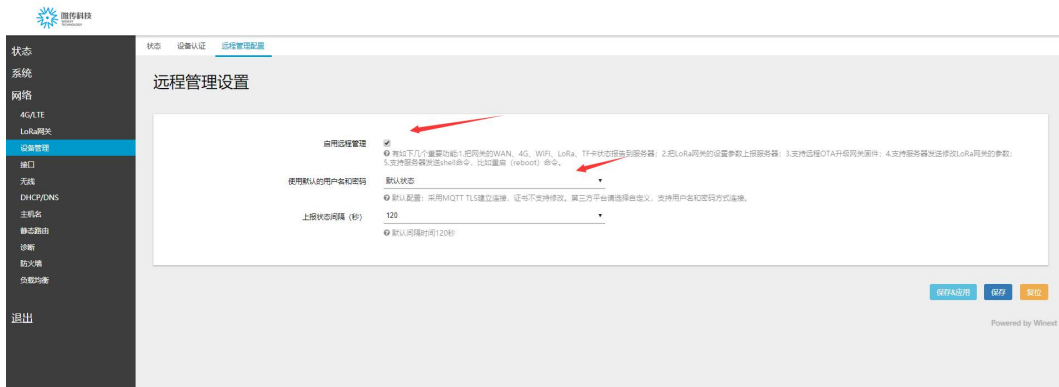 唯传科技
WINEXT
TECHNOLOGY
状态
系统
网络
4G/LTE
LoRa网关
设备管理
接口
无线
DHCP/DNS
主机名
静态路由
诊断
防火墙
负载均衡
退出
状态 设备认证 远程管理配置
远程管理设置
启用远程管理
有如下几个重要功能:1.把网关的WAN、4G、WIFI、LoRa、TF卡状态报告到服务器；2.把LoRa网关的设置参数上报服务器；3.支持远程OTA升级网关固件；4.支持服务器发送修改LoRa网关的参数；
5.支持服务器发送shell命令、比如重启（reboot）命令。
使用默认的用户名和密码 默认状态
默认配置：采用MQTT TLS建立连接、证书不支持修改。第三方平台请选择自定义、支持用户名和密码方式连接。
上报状态间隔（秒） 120
默认间隔时间120秒
保存&应用 保存 复位
Powered by Winext